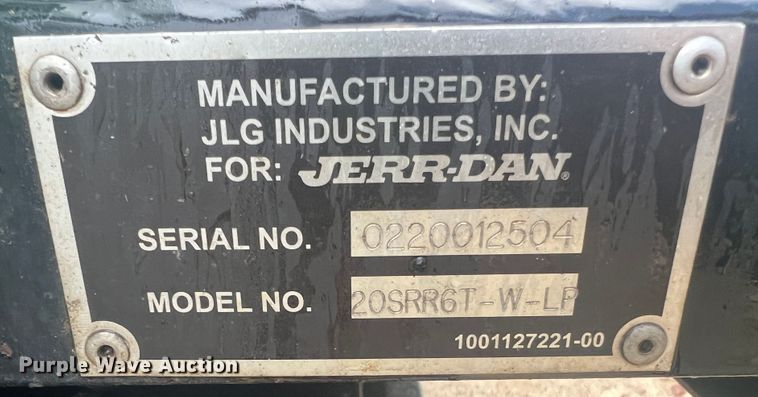 MANUFACTURED BY:
JLG INDUSTRIES, INC.
FOR: JERR-DAN®
SERIAL NO. 0220012504
MODEL NO. 20SRR6T-W-LP
1001127221-00
Purple Wave Auction